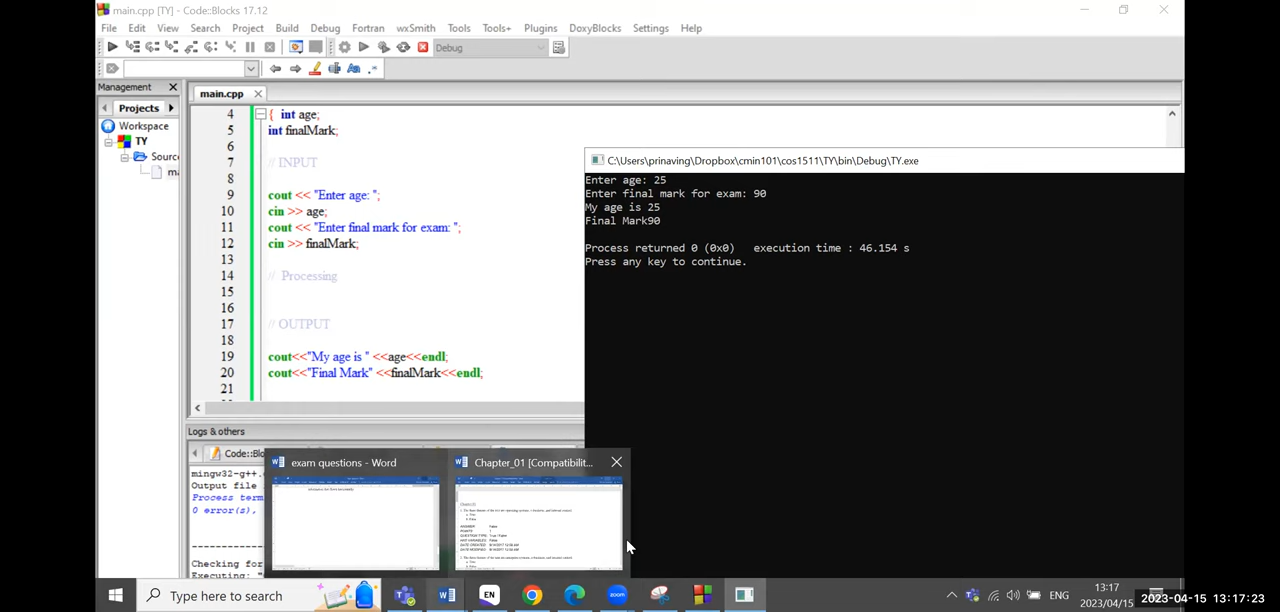 main.cpp [TY] - Code::Blocks 17.12
File Edit View Search Project Build Debug Fortran wxSmith Tools Tools+ Plugins DoxyBlocks Settings Help
Debug
Management
main.cpp
Projects
Workspace
TY
Sourc
ma
4 { int age;
5 int finalMark;
6
7 // INPUT
8
9 cout << "Enter age: ";
10 cin >> age;
11 cout << "Enter final mark for exam: ";
12 cin >> finalMark;
13
14 // Processing
15
16
17 // OUTPUT
18
19 cout<<"My age is " <<age<<endl;
20 cout<<"Final Mark" <<finalMark<<endl;
21
C:\Users\prinaving\Dropbox\cmin101\cos1511\TY\bin\Debug\TY.exe
Enter age: 25
Enter final mark for exam: 90
My age is 25
Final Mark90
Process returned 0 (0x0) execution time : 46.154 s
Press any key to continue.
Logs & others
Code::Blo
mingw32-g++.
Output file
Process term
0 error(s),
Checking for
Executing: "
exam questions - Word
Chapter_01 [Compatibilit...
Type here to search
EN
zoom
ENG
13:17
2023/04/15
2023-04-15 13:17:23